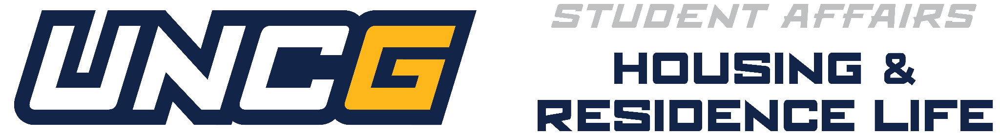 UNCG
STUDENT AFFAIRS
HOUSING &
RESIDENCE LIFE